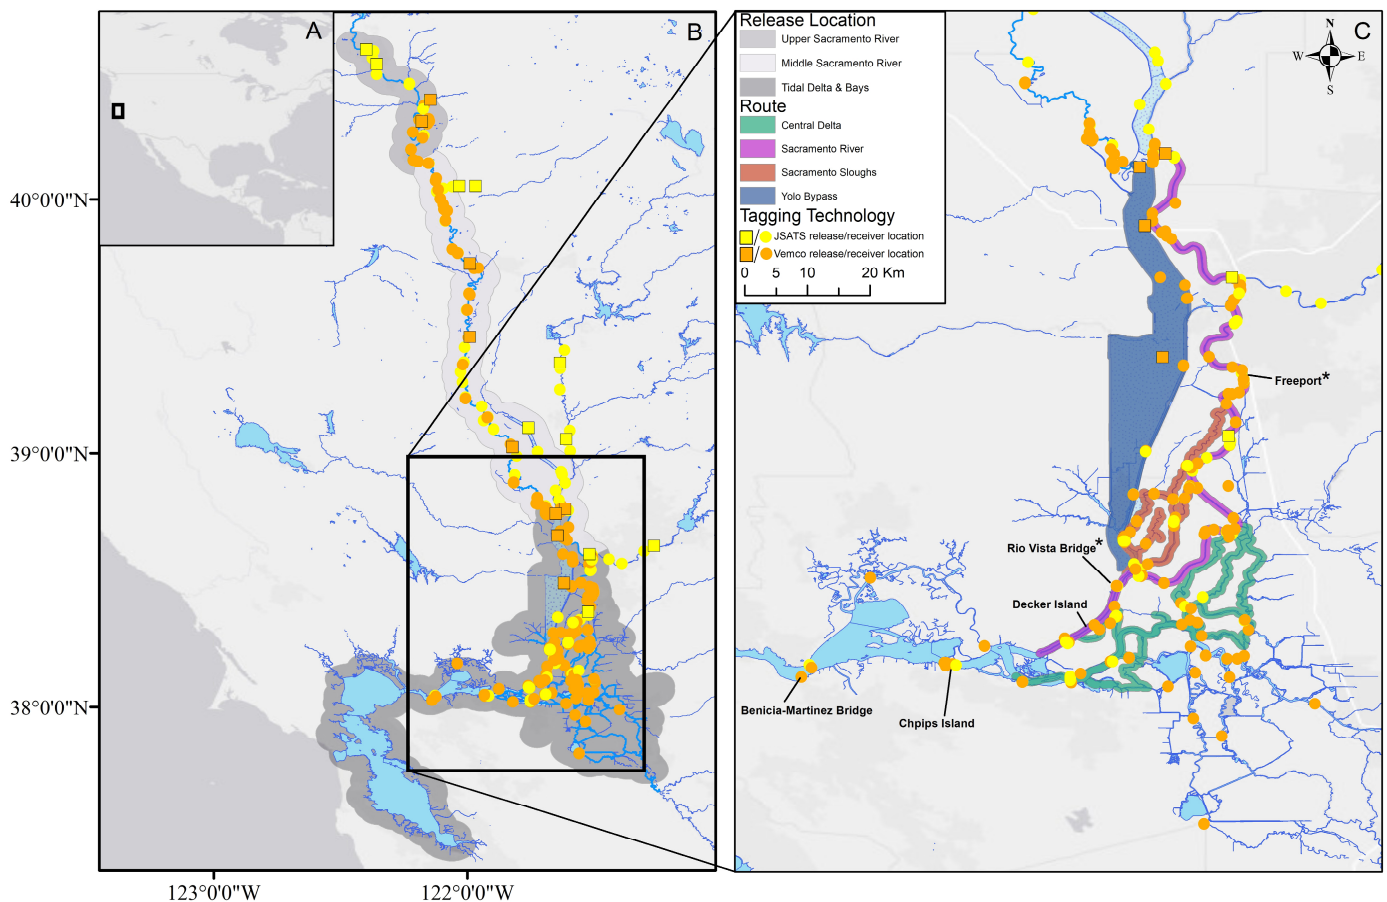 A
B
40°0'0"N
39°0'0"N
38°0'0"N
123°0'0"W
122°0'0"W
Release Location
Upper Sacramento River
Middle Sacramento River
Tidal Delta & Bays
Route
Central Delta
Sacramento River
Sacramento Sloughs
Yolo Bypass
Tagging Technology
/ JSATS release/receiver location
/ Vemco release/receiver location
0 5 10 20 Km
C
N
W E
S
Freeport*
Rio Vista Bridge*
Decker Island
Benicia-Martinez Bridge
Chpips Island